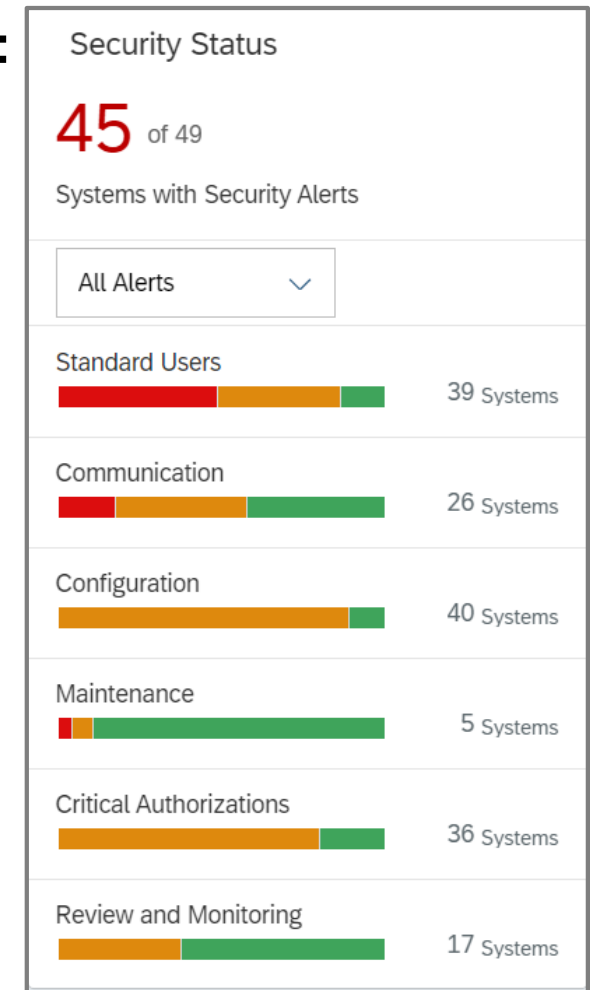 :
Security Status
45 of 49
Systems with Security Alerts
All Alerts
Standard Users
39 Systems
Communication
26 Systems
Configuration
40 Systems
Maintenance
5 Systems
Critical Authorizations
36 Systems
Review and Monitoring
17 Systems